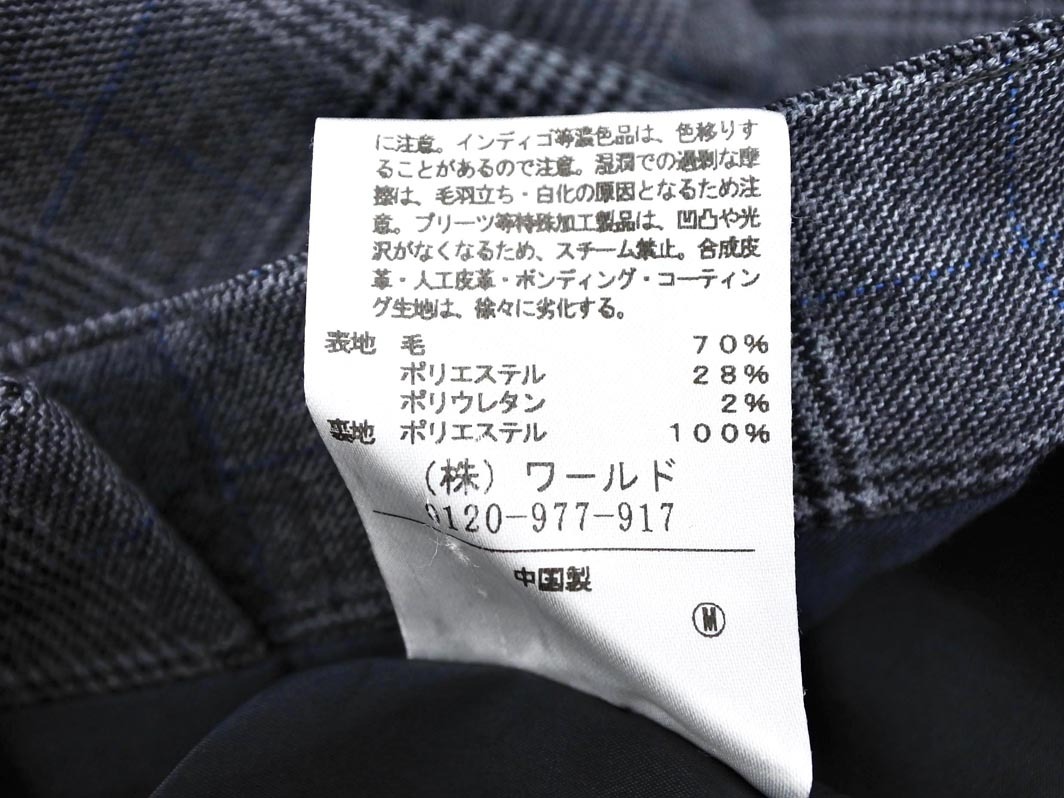 に注意。インディゴ等濃色品は、色移りす
ることがあるので注意。湿潤での過剰な摩
擦は、毛羽立ち・白化の原因となるため注
意。プリーツ等特殊加工製品は、凹凸や光
沢がなくなるため、スチーム禁止。合成皮
革・人工皮革・ボンディング・コーティン
グ生地は、徐々に劣化する。
表地 毛 70%
ポリエステル 28%
ポリウレタン 2%
裏地 ポリエステル 100%
(株) ワールド
0120-977-917
中国製
M